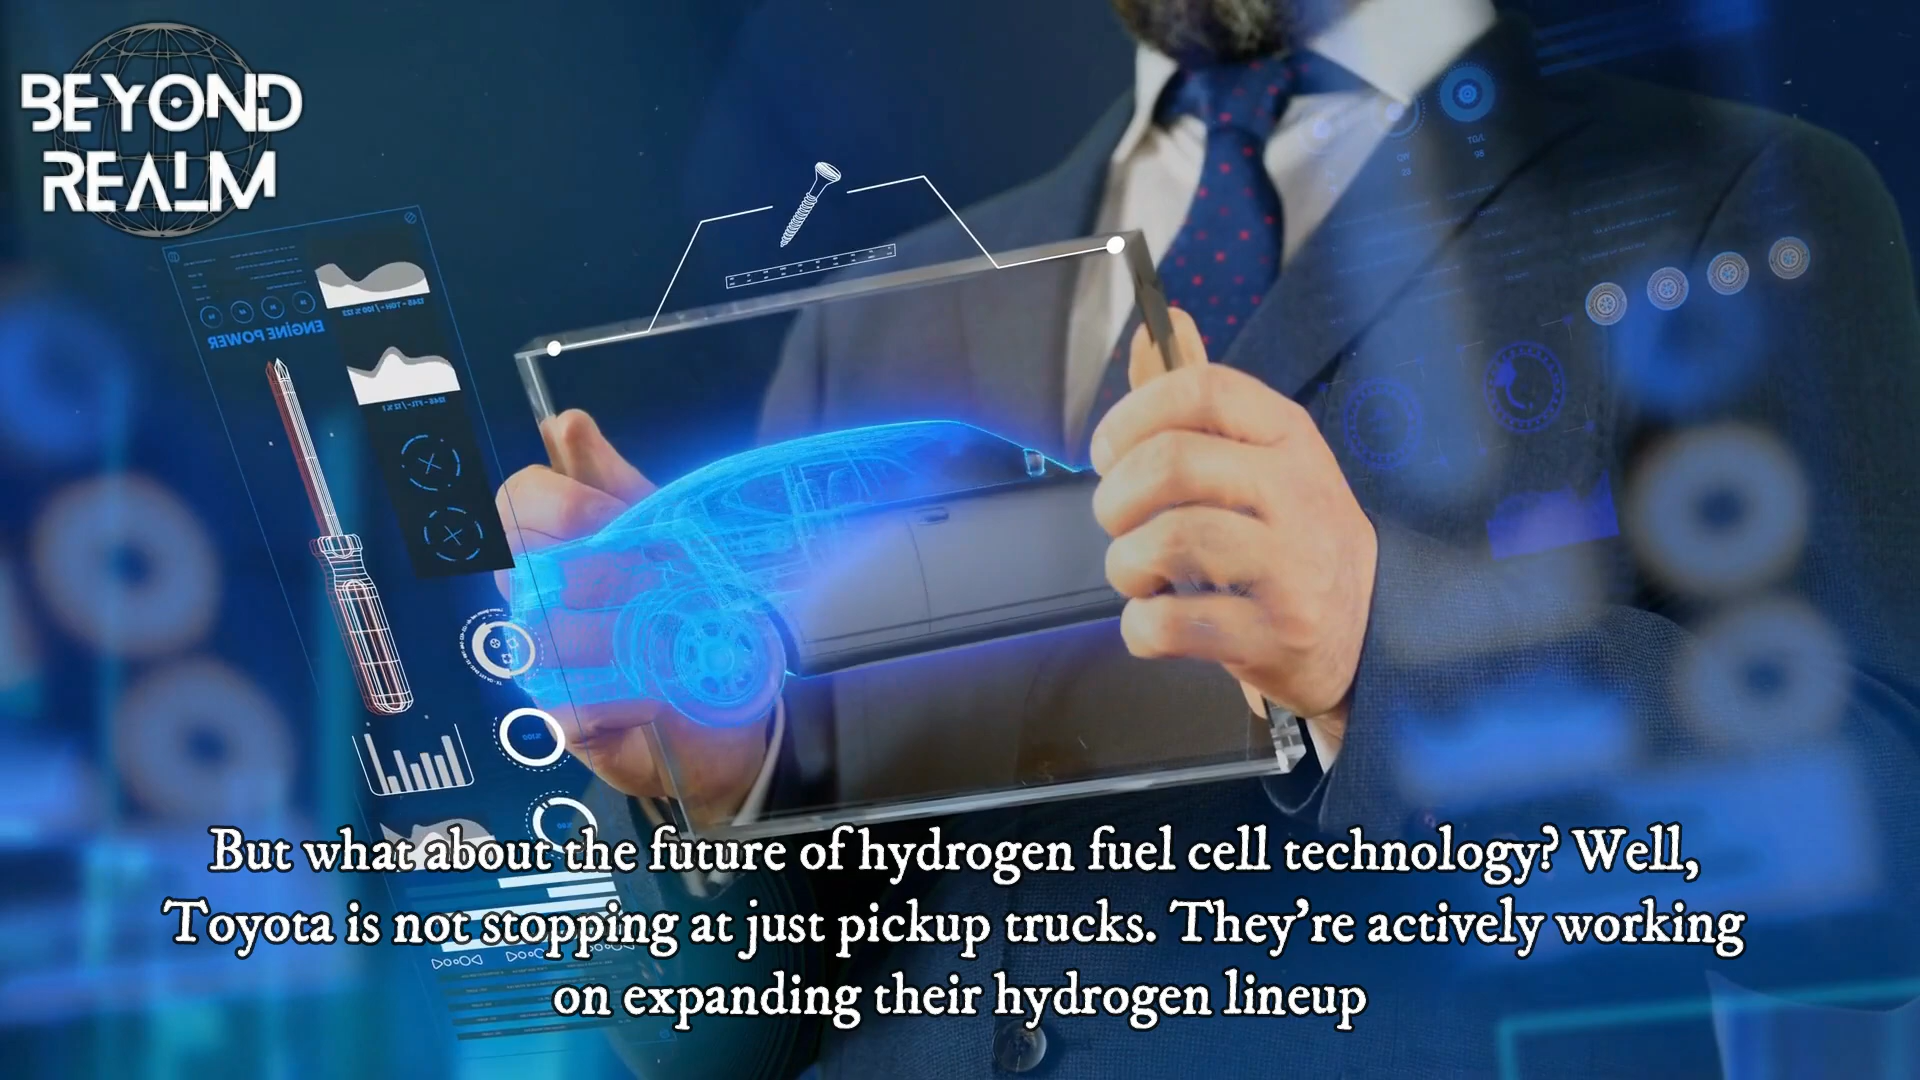 BEYOND
REALM
ENGINE POWER
But what about the future of hydrogen fuel cell technology? Well,
Toyota is not stopping at just pickup trucks. They're actively working
on expanding their hydrogen lineup